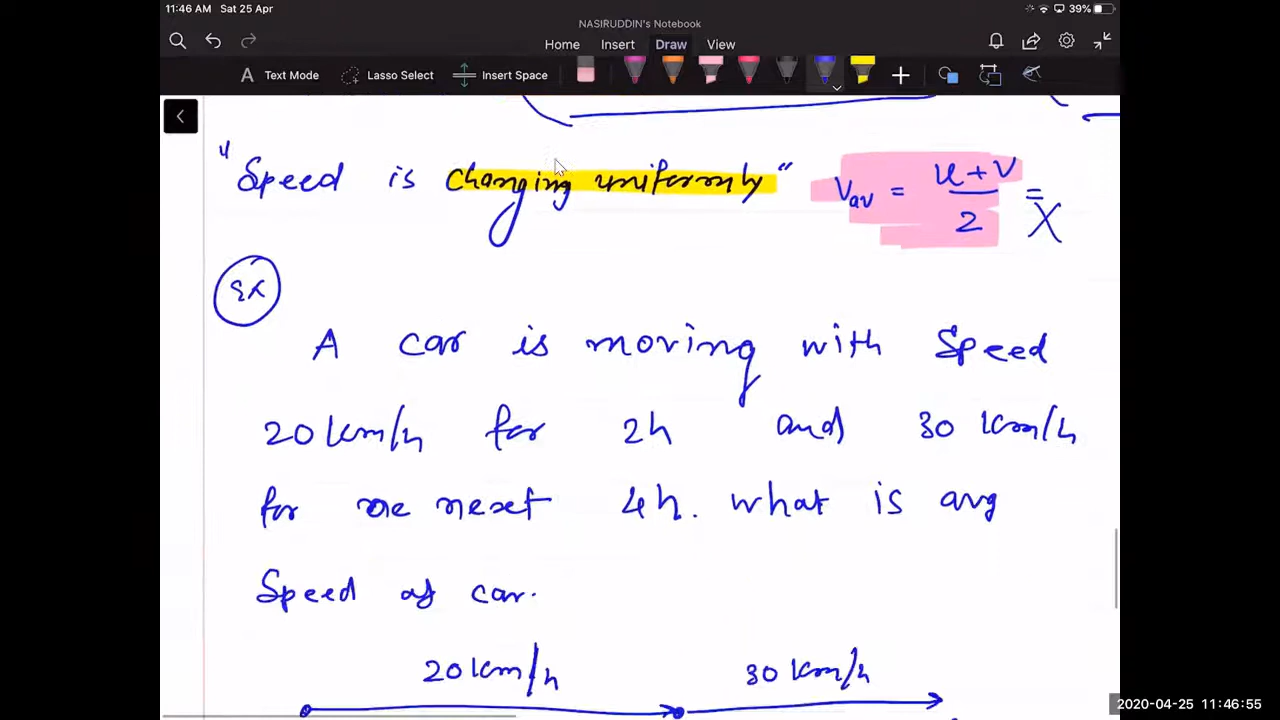 11:46 AM Sat 25 Apr
39%
NASIRUDDIN's Notebook
Home Insert Draw View
Text Mode Lasso Select Insert Space
"Speed is changing uniformly" Vav = u+v/2 = X
Ex
A car is moving with Speed
20 km/h for 2h and 30 km/h
for the next 4h. what is avg
Speed of car.
20 km/h 30 km/h
2020-04-25 11:46:55